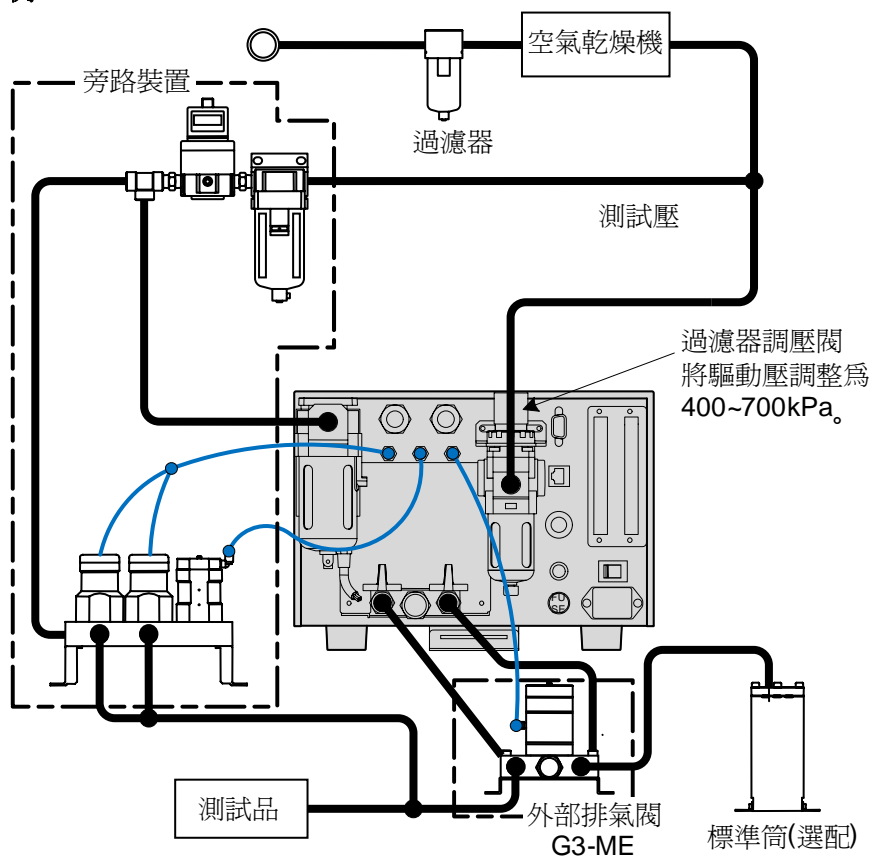 空氣乾燥機
旁路裝置
過濾器
測試壓
過濾器調壓閥
將驅動壓調整爲
400~700kPa。
FU
SE
測試品
外部排氣閥
G3-ME
標準筒(選配)